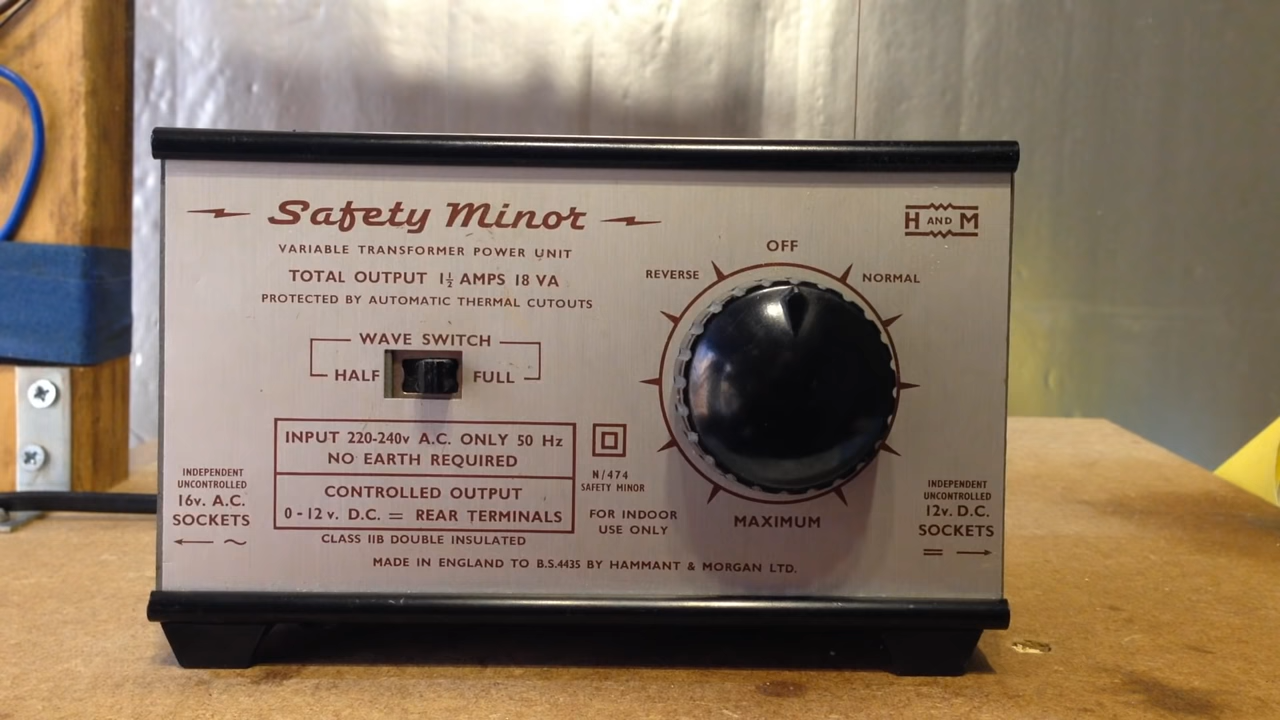 Safety Minor
H AND M
VARIABLE TRANSFORMER POWER UNIT
TOTAL OUTPUT 1½ AMPS 18 VA
PROTECTED BY AUTOMATIC THERMAL CUTOUTS
WAVE SWITCH
HALF FULL
OFF
REVERSE NORMAL
MAXIMUM
INPUT 220-240v A.C. ONLY 50 Hz
NO EARTH REQUIRED
CONTROLLED OUTPUT
0-12 v. D.C. = REAR TERMINALS
CLASS IIB DOUBLE INSULATED
N/474
SAFETY MINOR
FOR INDOOR
USE ONLY
INDEPENDENT
UNCONTROLLED
16v. A.C.
SOCKETS
~
INDEPENDENT
UNCONTROLLED
12v. D.C.
SOCKETS
=
MADE IN ENGLAND TO B.S.4435 BY HAMMANT & MORGAN LTD.